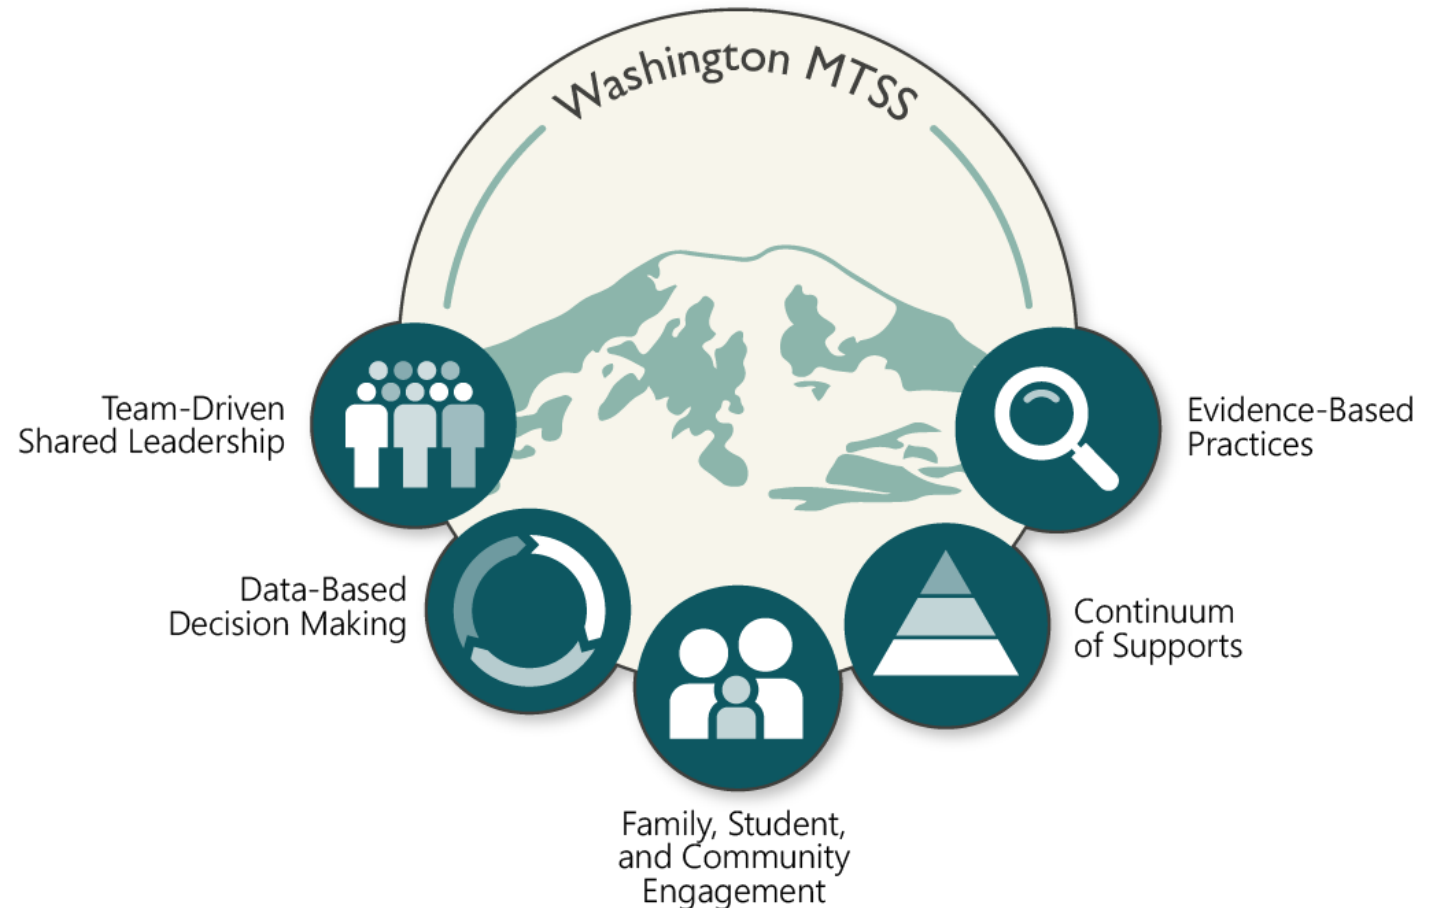 Washington MTSS
Team-Driven
Shared Leadership
Evidence-Based
Practices
Data-Based
Decision Making
Continuum
of Supports
Family, Student,
and Community
Engagement